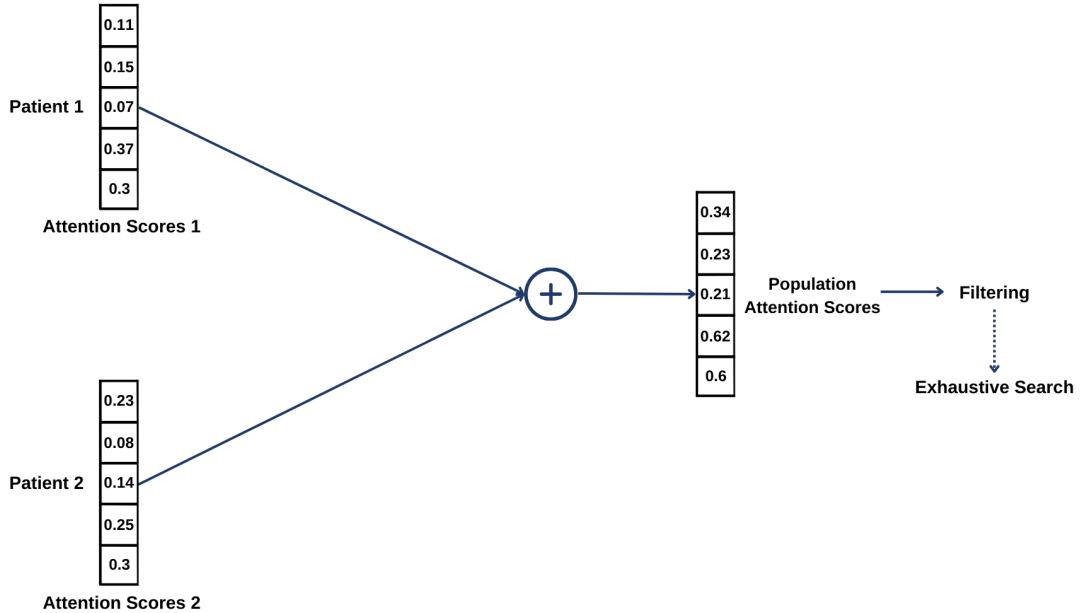 0.11
0.15
Patient 1
0.07
0.37
0.3
Attention Scores 1
0.23
0.08
Patient 2
0.14
0.25
0.3
Attention Scores 2
+
0.34
0.23
0.21
0.62
0.6
Population
Attention Scores
Filtering
Exhaustive Search